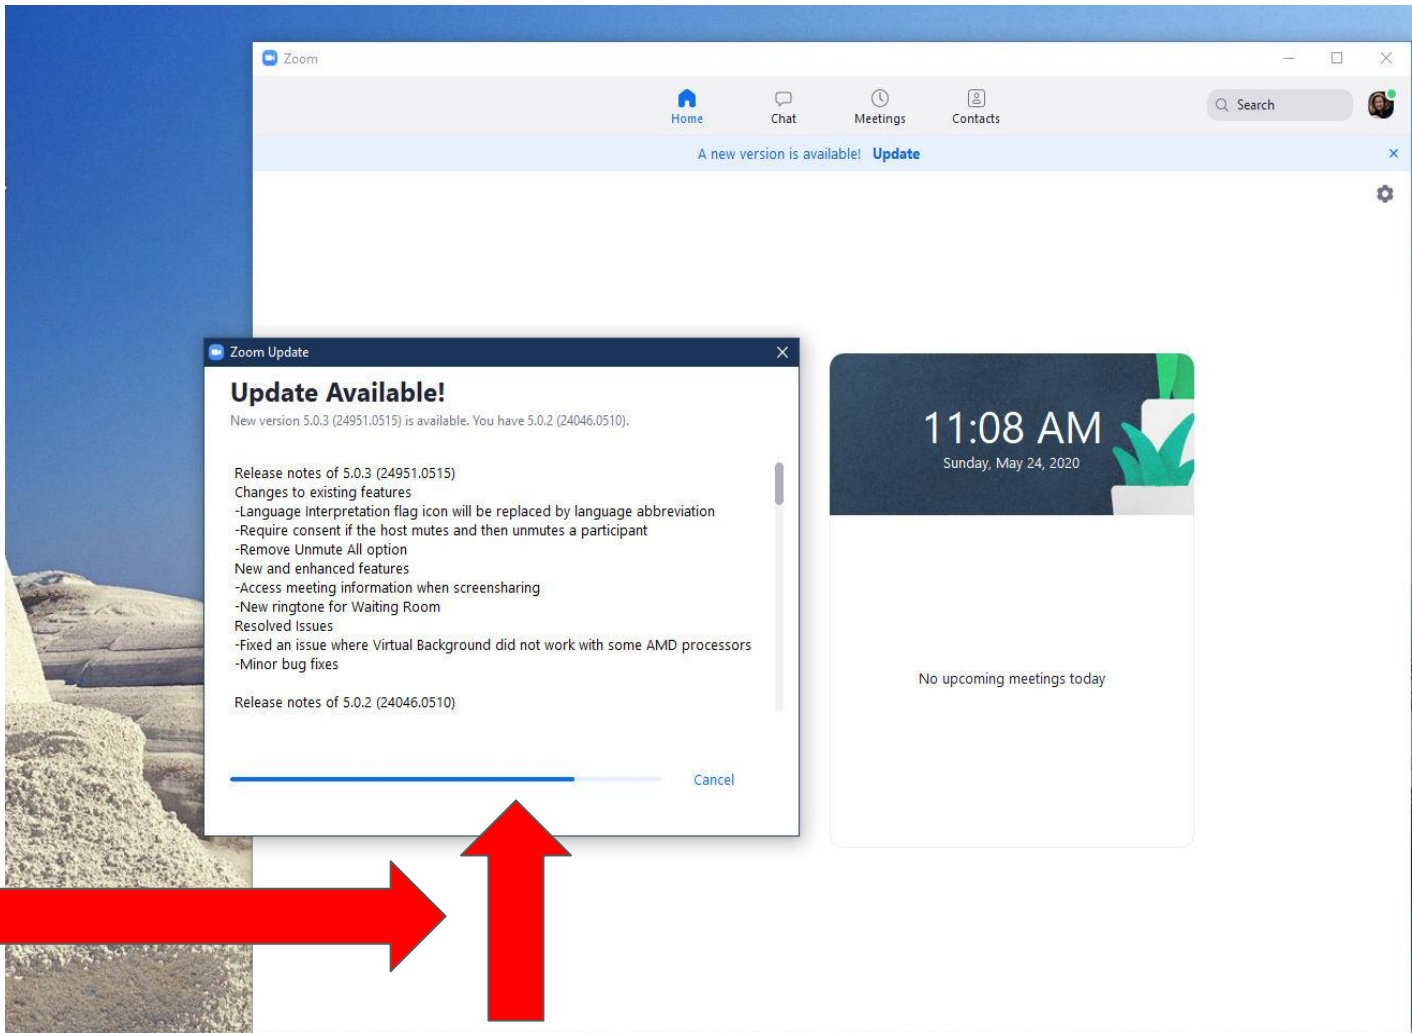 Zoom
Home Chat Meetings Contacts
Search
A new version is available! Update
Zoom Update
Update Available!
New version 5.0.3 (24951.0515) is available. You have 5.0.2 (24046.0510).
Release notes of 5.0.3 (24951.0515)
Changes to existing features
-Language Interpretation flag icon will be replaced by language abbreviation
-Require consent if the host mutes and then unmutes a participant
-Remove Unmute All option
New and enhanced features
-Access meeting information when screensharing
-New ringtone for Waiting Room
Resolved Issues
-Fixed an issue where Virtual Background did not work with some AMD processors
-Minor bug fixes
Release notes of 5.0.2 (24046.0510)
Cancel
11:08 AM
Sunday, May 24, 2020
No upcoming meetings today